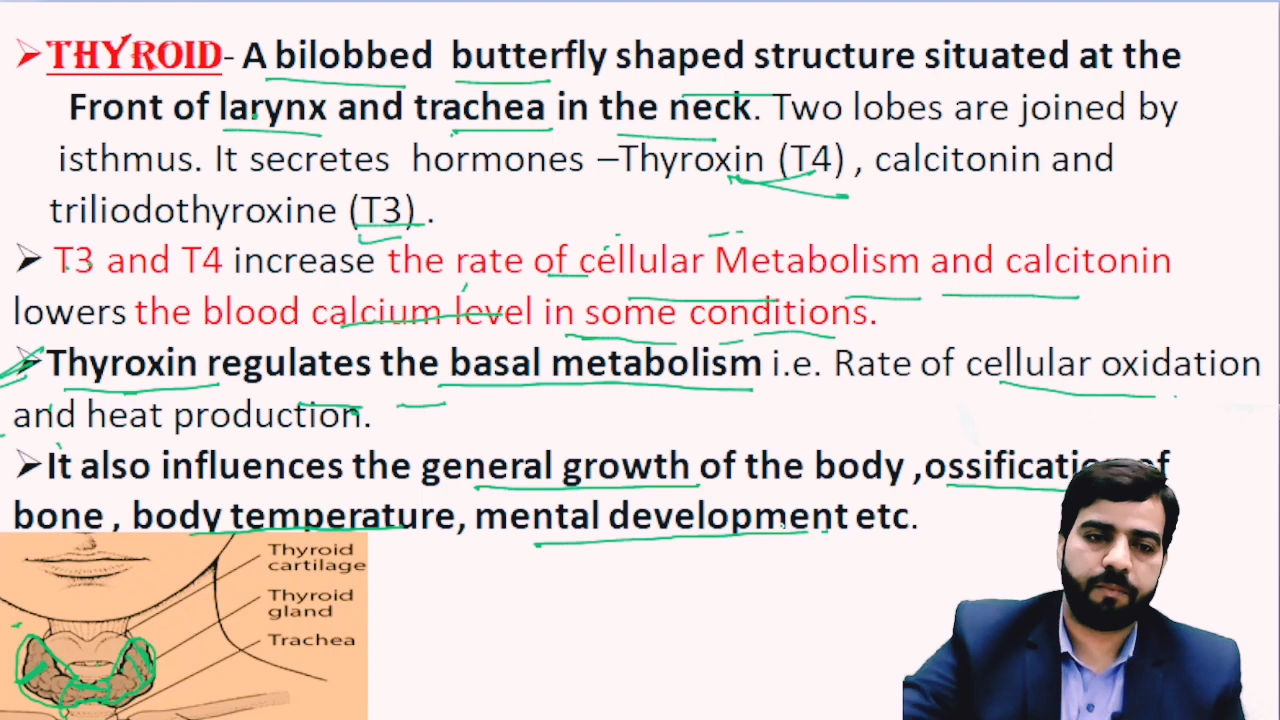 ➢THYROID- A bilobbed butterfly shaped structure situated at the
Front of larynx and trachea in the neck. Two lobes are joined by
isthmus. It secretes hormones –Thyroxin (T4) , calcitonin and
triliodothyroxine (T3) .
➢ T3 and T4 increase the rate of cellular Metabolism and calcitonin
lowers the blood calcium level in some conditions.
➢Thyroxin regulates the basal metabolism i.e. Rate of cellular oxidation
and heat production.
➢It also influences the general growth of the body ,ossification of
bone , body temperature, mental development etc.
Thyroid
cartilage
Thyroid
gland
Trachea